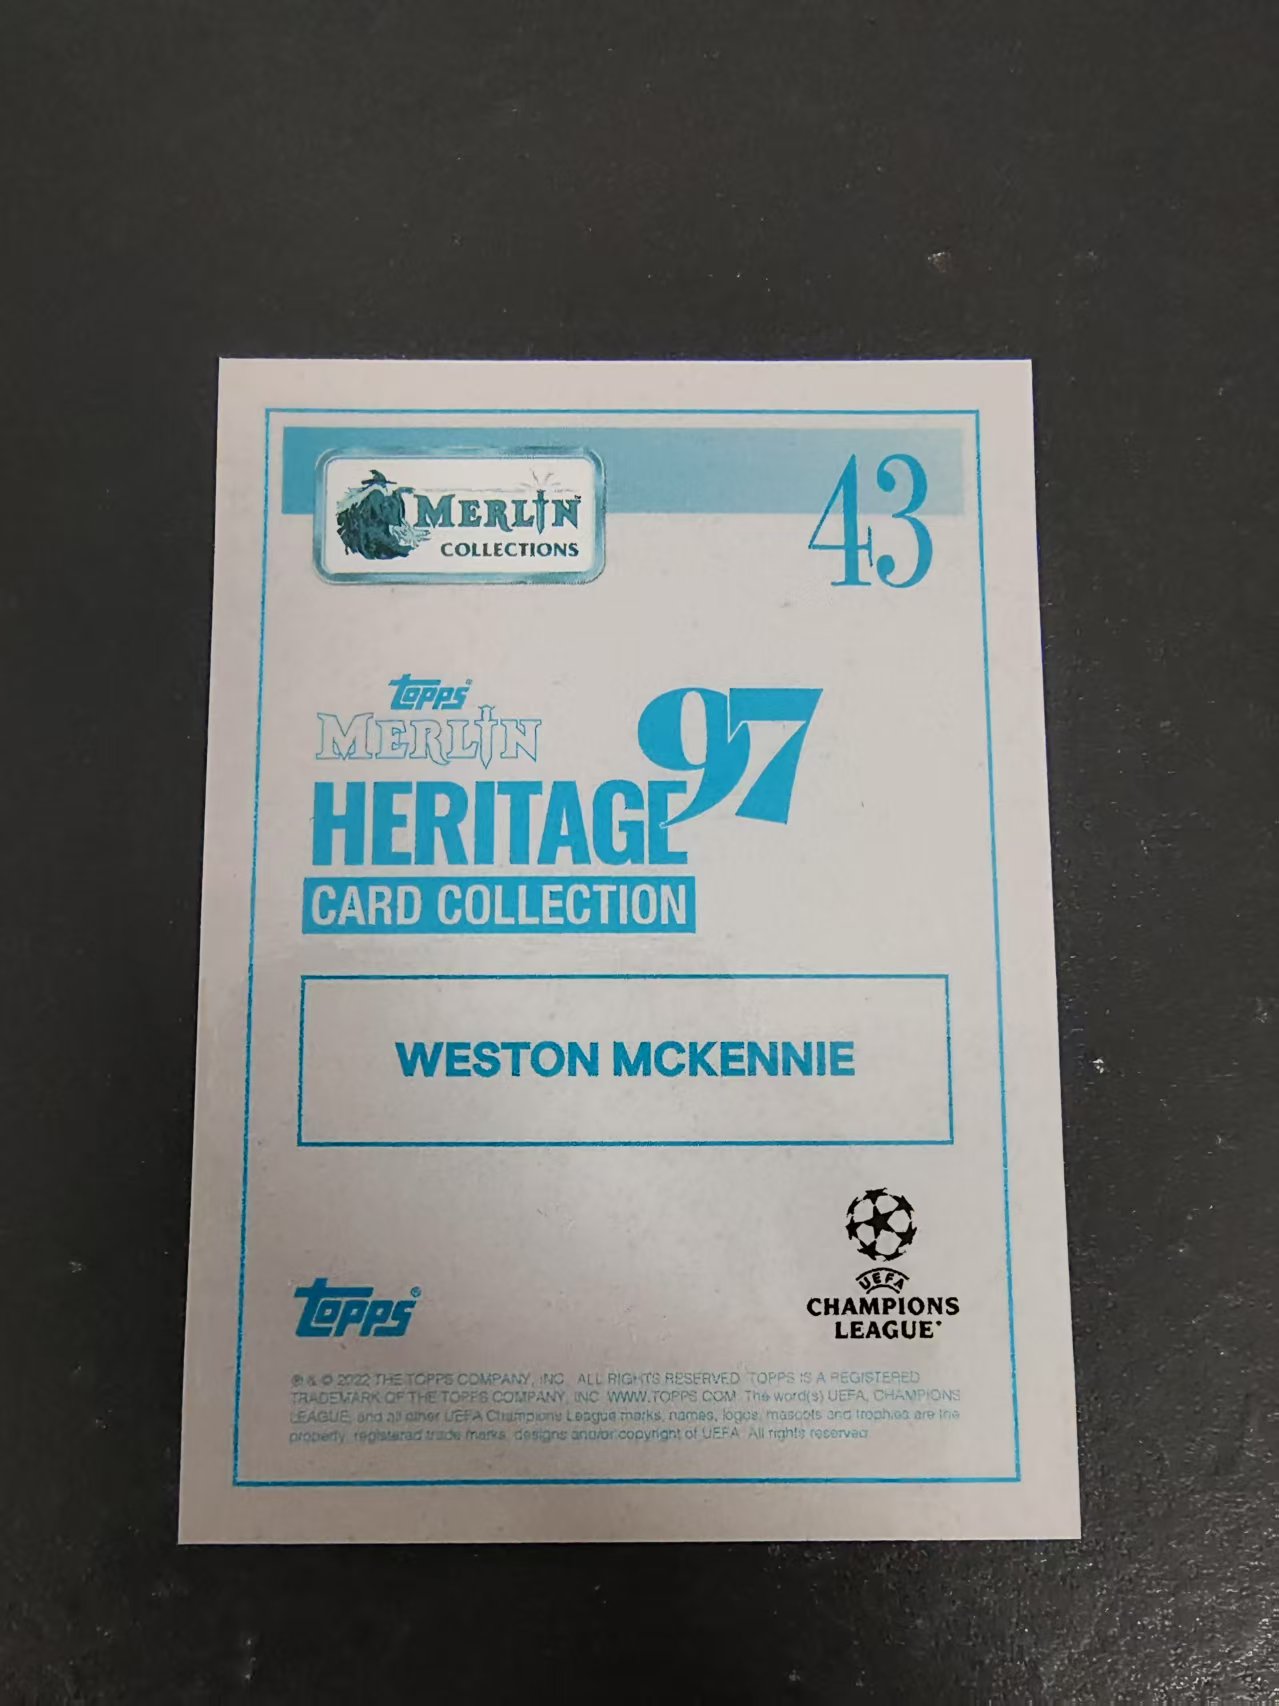 MERLIN
COLLECTIONS
43
Topps®
MERLIN
HERITAGE 97
CARD COLLECTION
WESTON MCKENNIE
Topps®
UEFA
CHAMPIONS
LEAGUE®
® & © 2022 THE TOPPS COMPANY, INC. ALL RIGHTS RESERVED. TOPPS IS A REGISTERED
TRADEMARK OF THE TOPPS COMPANY, INC. WWW.TOPPS.COM. The word(s) UEFA, CHAMPIONS
LEAGUE, and all other UEFA Champions League marks, names, logos, mascots and trophies are the
property, registered trade marks, designs and/or copyright of UEFA. All rights reserved.